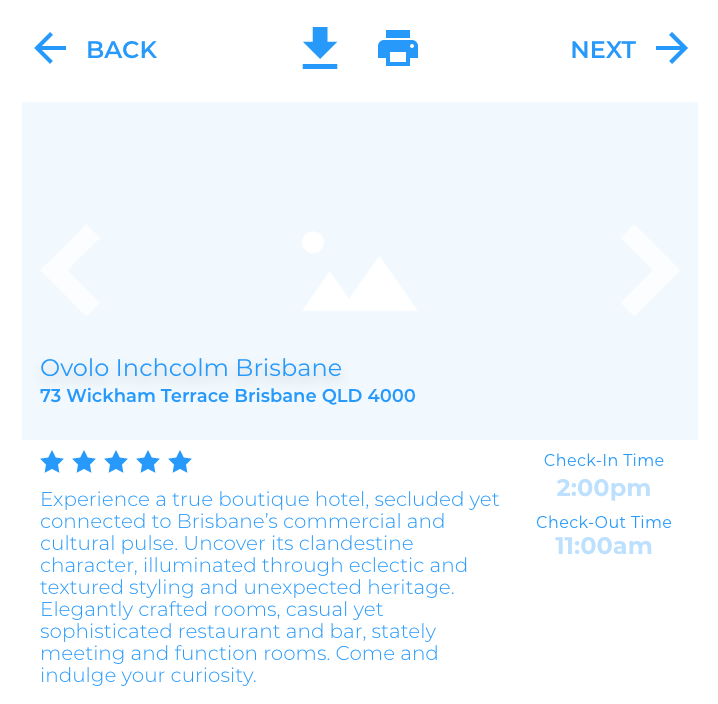 BACK
NEXT
Ovolo Inchcolm Brisbane
73 Wickham Terrace Brisbane QLD 4000
Experience a true boutique hotel, secluded yet
connected to Brisbane's commercial and
cultural pulse. Uncover its clandestine
character, illuminated through eclectic and
textured styling and unexpected heritage.
Elegantly crafted rooms, casual yet
sophisticated restaurant and bar, stately
meeting and function rooms. Come and
indulge your curiosity.
Check-In Time
2:00pm
Check-Out Time
11:00am